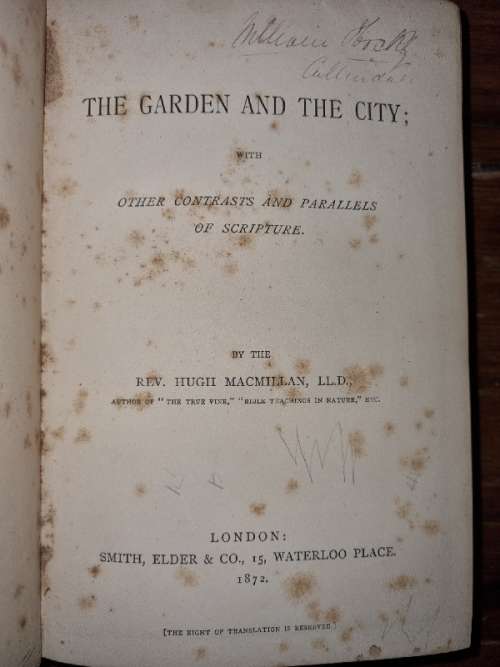 William
THE GARDEN AND THE CITY;
WITH
OTHER CONTRASTS AND PARALLELS
OF SCRIPTURE.
BY THE
REV. HUGH MACMILLAN, LL.D.,
AUTHOR OF "THE TRUE VINE," "BIBLE TEACHINGS IN NATURE," ETC.
LONDON:
SMITH, ELDER & CO., 15, WATERLOO PLACE.
1872.
[THE RIGHT OF TRANSLATION IS RESERVED]